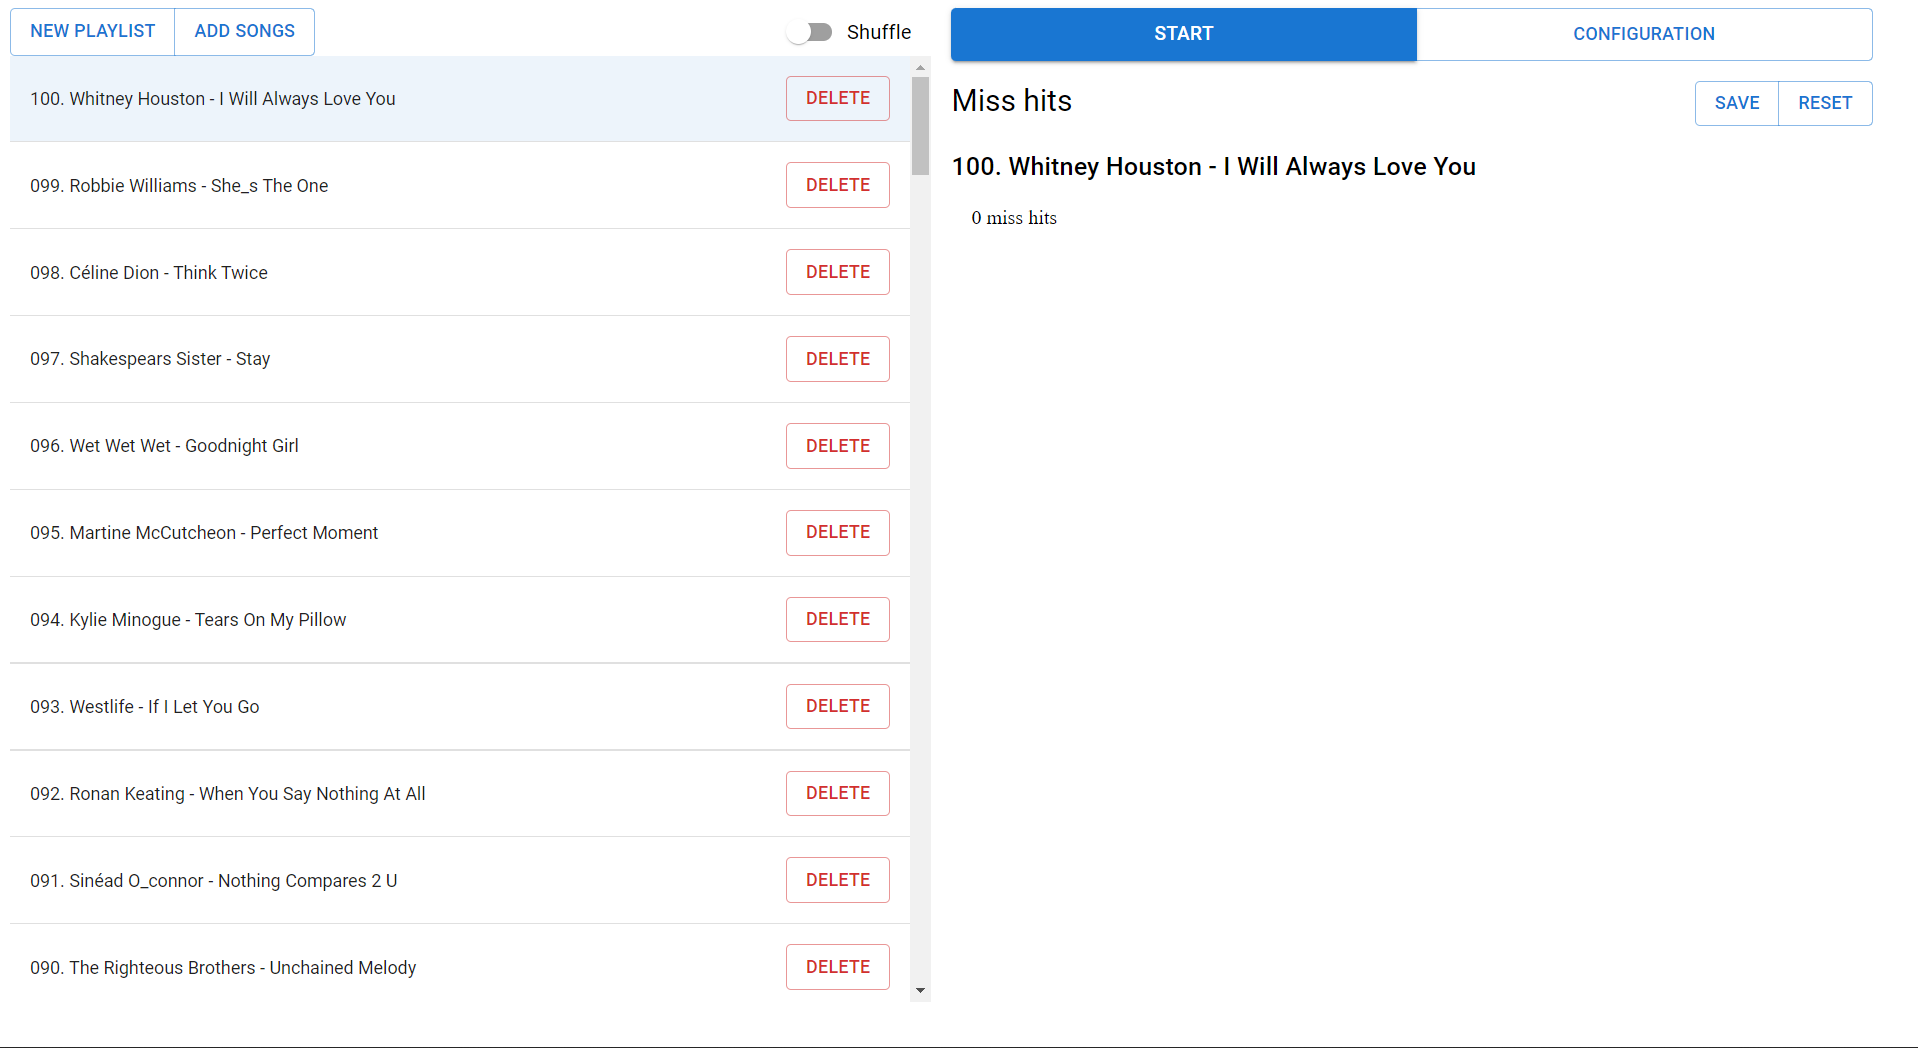 NEW PLAYLIST
ADD SONGS
Shuffle
100. Whitney Houston - I Will Always Love You
DELETE
099. Robbie Williams - She_s The One
DELETE
098. Céline Dion - Think Twice
DELETE
097. Shakespears Sister - Stay
DELETE
096. Wet Wet Wet - Goodnight Girl
DELETE
095. Martine McCutcheon - Perfect Moment
DELETE
094. Kylie Minogue - Tears On My Pillow
DELETE
093. Westlife - If I Let You Go
DELETE
092. Ronan Keating - When You Say Nothing At All
DELETE
091. Sinéad O_connor - Nothing Compares 2 U
DELETE
090. The Righteous Brothers - Unchained Melody
DELETE
START
CONFIGURATION
Miss hits
SAVE
RESET
100. Whitney Houston - I Will Always Love You
0 miss hits